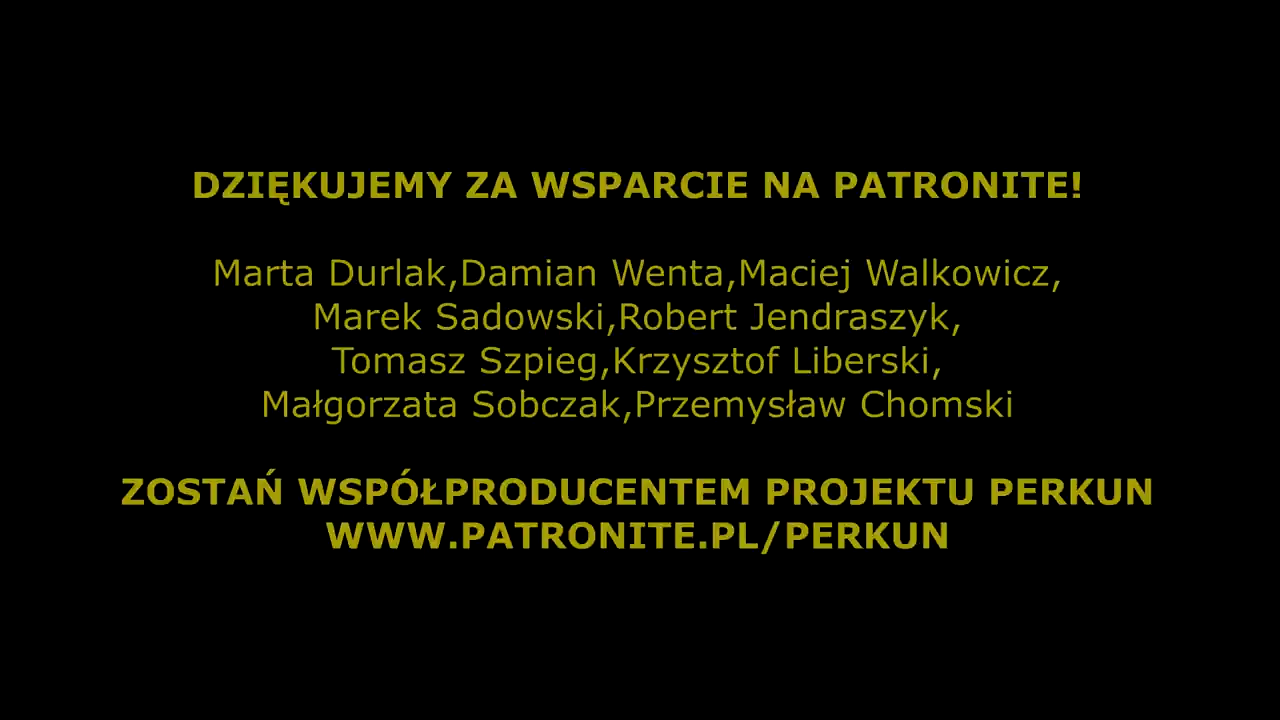 DZIĘKUJEMY ZA WSPARCIE NA PATRONITE!
Marta Durlak,Damian Wenta,Maciej Walkowicz,
Marek Sadowski,Robert Jendraszyk,
Tomasz Szpieg,Krzysztof Liberski,
Małgorzata Sobczak,Przemysław Chomski
ZOSTAŃ WSPÓŁPRODUCENTEM PROJEKTU PERKUN
WWW.PATRONITE.PL/PERKUN